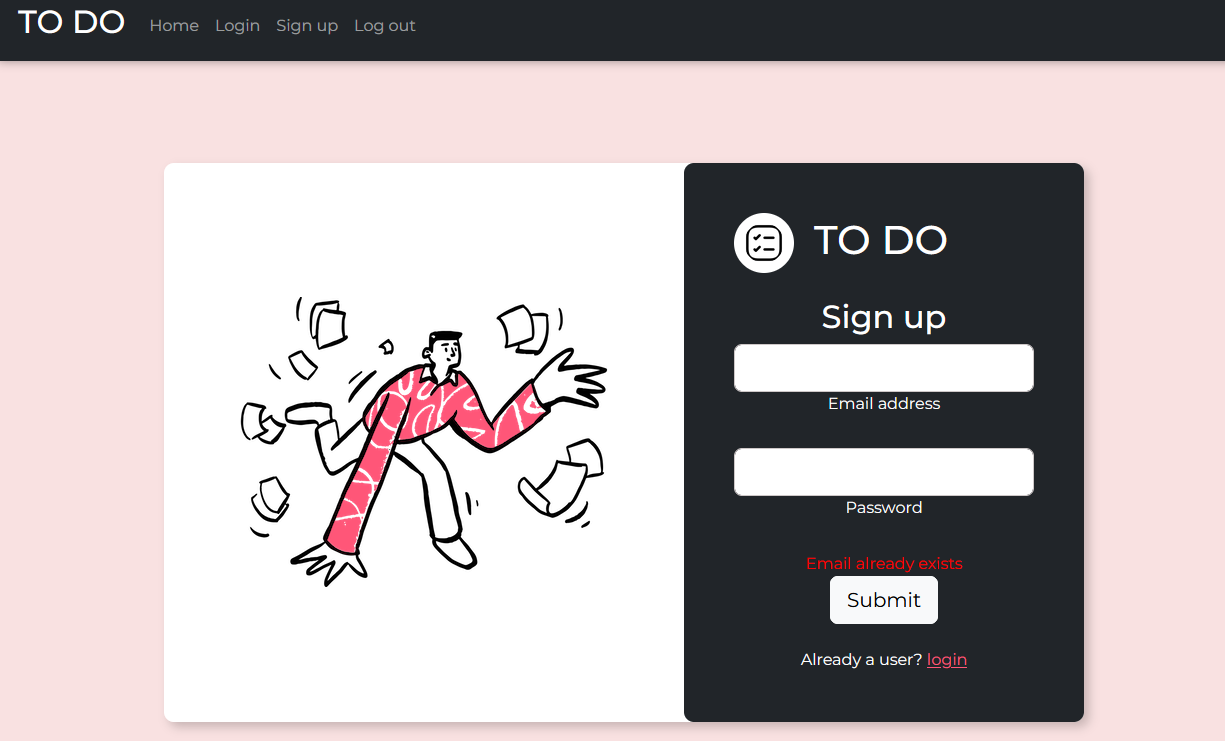 TO DO Home Login Sign up Log out
TO DO
Sign up
Email address
Password
Email already exists
Submit
Already a user? login